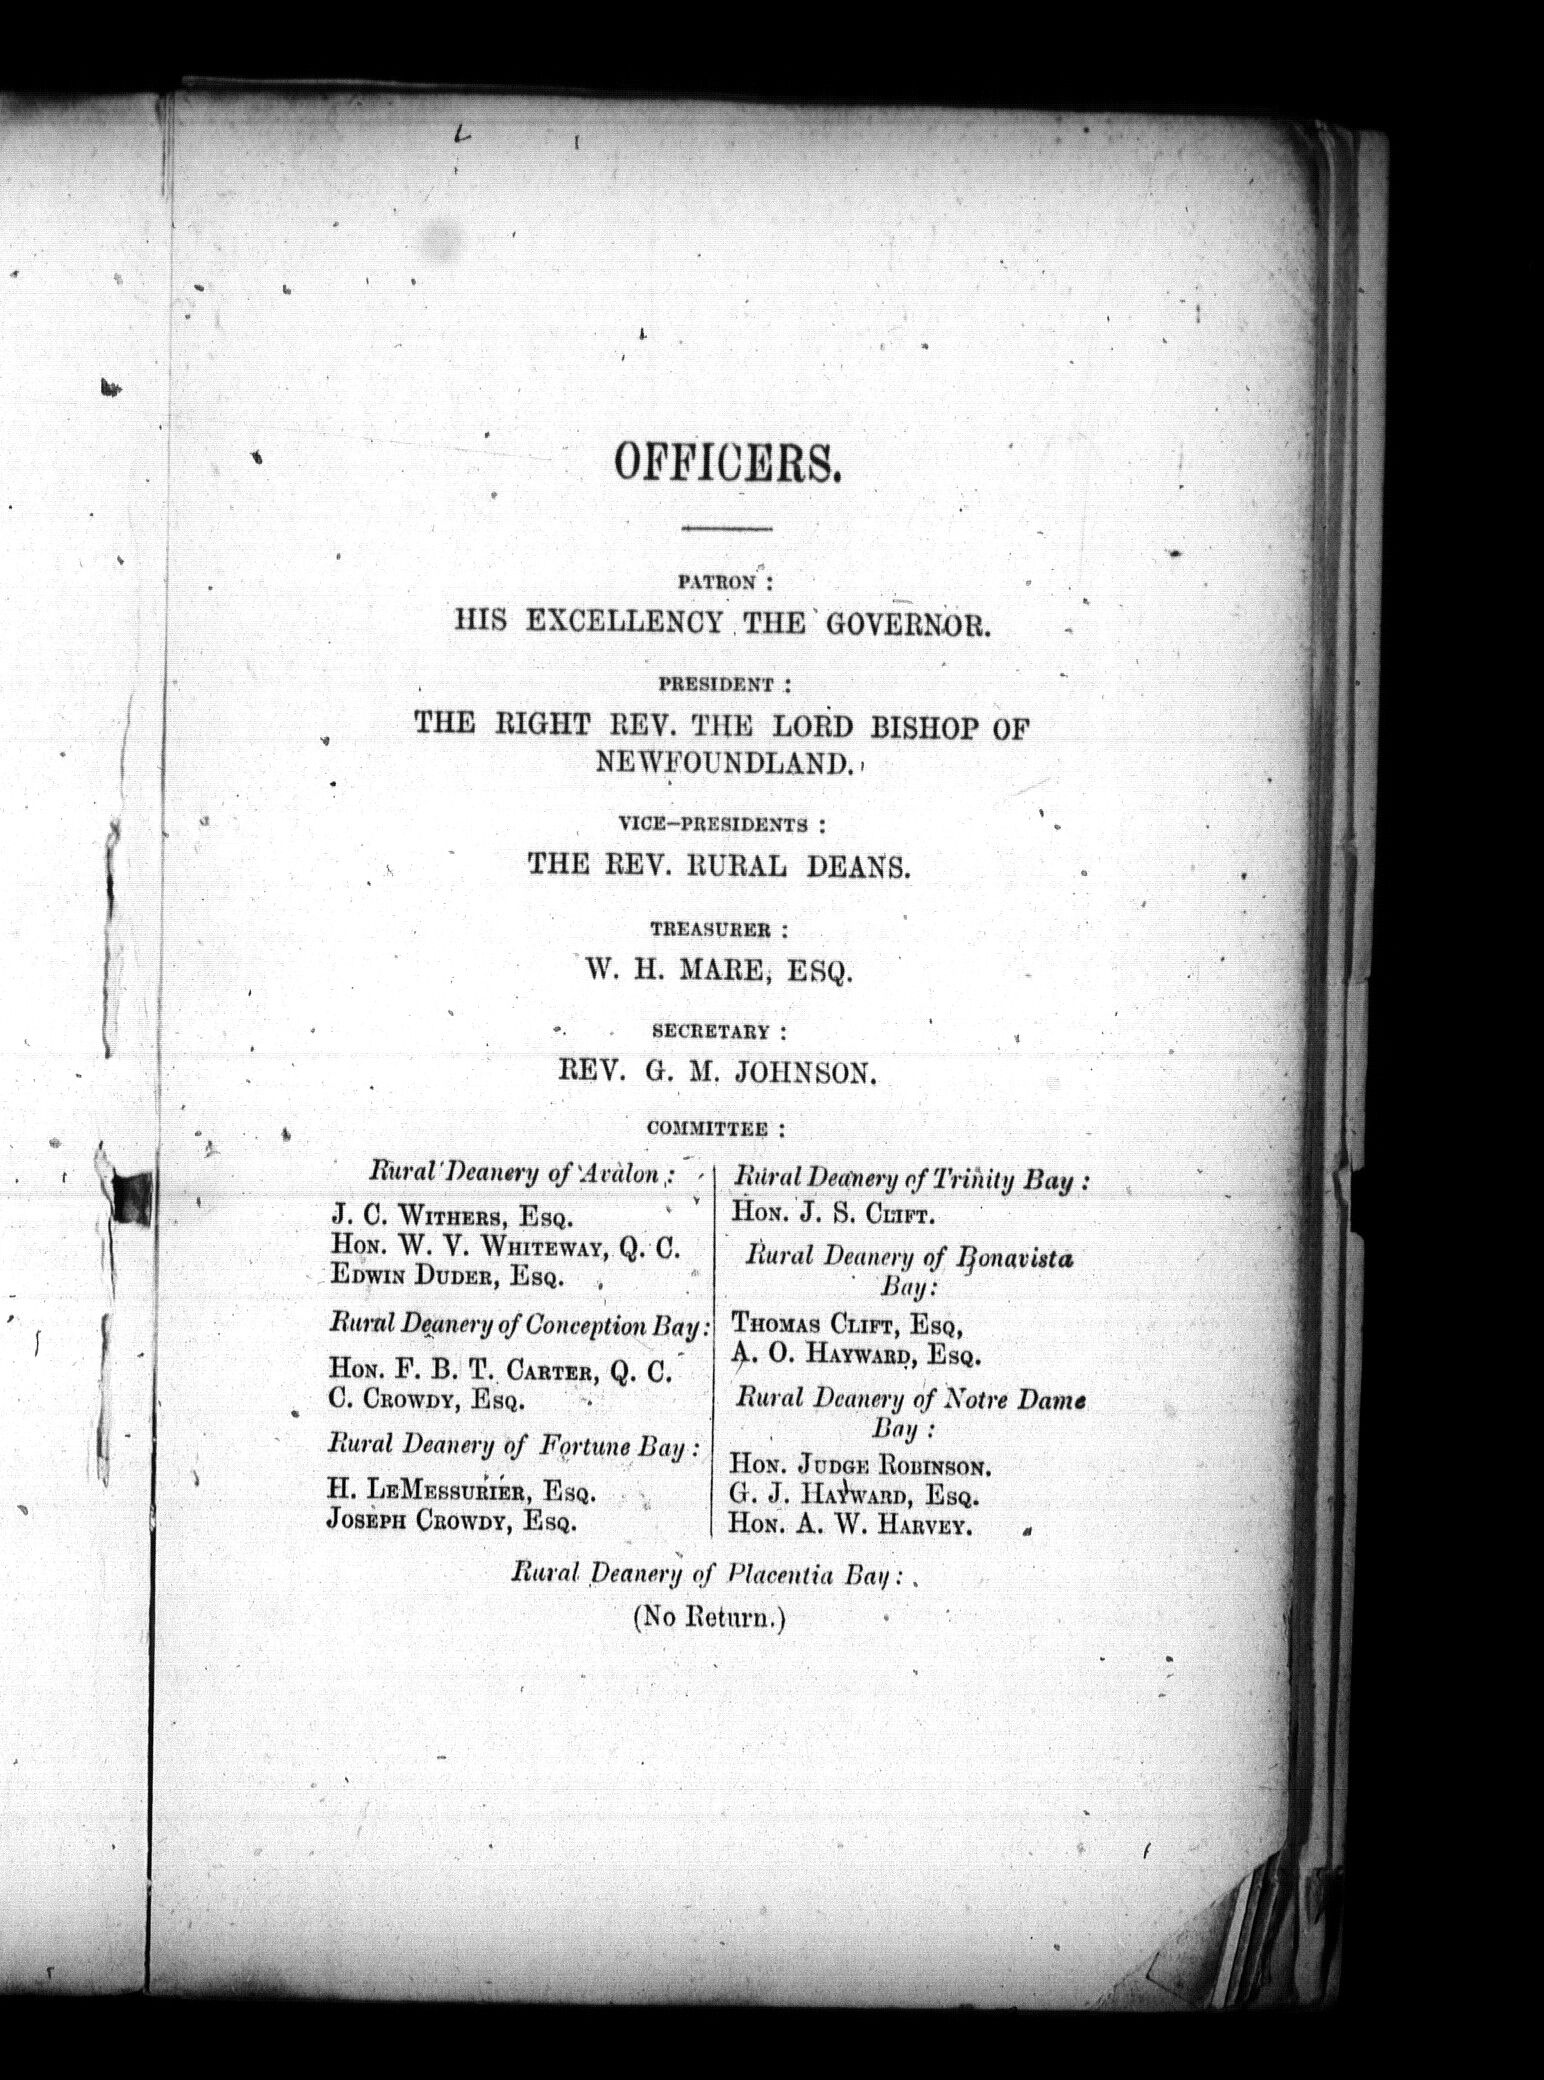 OFFICERS.
PATRON :
HIS EXCELLENCY THE GOVERNOR.
PRESIDENT :
THE RIGHT REV. THE LORD BISHOP OF
NEWFOUNDLAND.
VICE-PRESIDENTS :
THE REV. RURAL DEANS.
TREASURER :
W. H. MARE, ESQ.
SECRETARY :
REV. G. M. JOHNSON.
COMMITTEE :
Rural Deanery of Avalon :
J. C. WITHERS, ESQ.
HON. W. V. WHITEWAY, Q. C.
EDWIN DUDER, ESQ.
Rural Deanery of Conception Bay :
HON. F. B. T. CARTER, Q. C.
C. CROWDY, ESQ.
Rural Deanery of Fortune Bay :
H. LEMESSURIER, ESQ.
JOSEPH CROWDY, ESQ.
Rural Deanery of Trinity Bay :
HON. J. S. CLIFT.
Rural Deanery of Bonavista
Bay :
THOMAS CLIFT, ESQ,
A. O. HAYWARD, ESQ.
Rural Deanery of Notre Dame
Bay :
HON. JUDGE ROBINSON.
G. J. HAYWARD, ESQ.
HON. A. W. HARVEY.
Rural Deanery of Placentia Bay :
(No Return.)